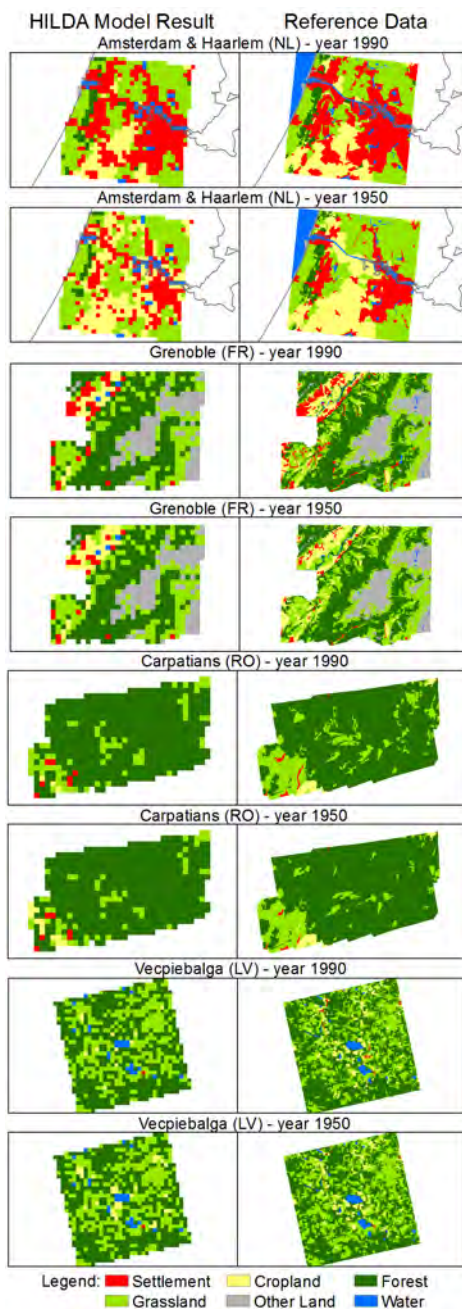 HILDA Model Result Reference Data
Amsterdam & Haarlem (NL) - year 1990
Amsterdam & Haarlem (NL) - year 1950
Grenoble (FR) - year 1990
Grenoble (FR) - year 1950
Carpatians (RO) - year 1990
Carpatians (RO) - year 1950
Vecpiebalga (LV) - year 1990
Vecpiebalga (LV) - year 1950
Legend: Settlement Cropland Forest
Grassland Other Land Water